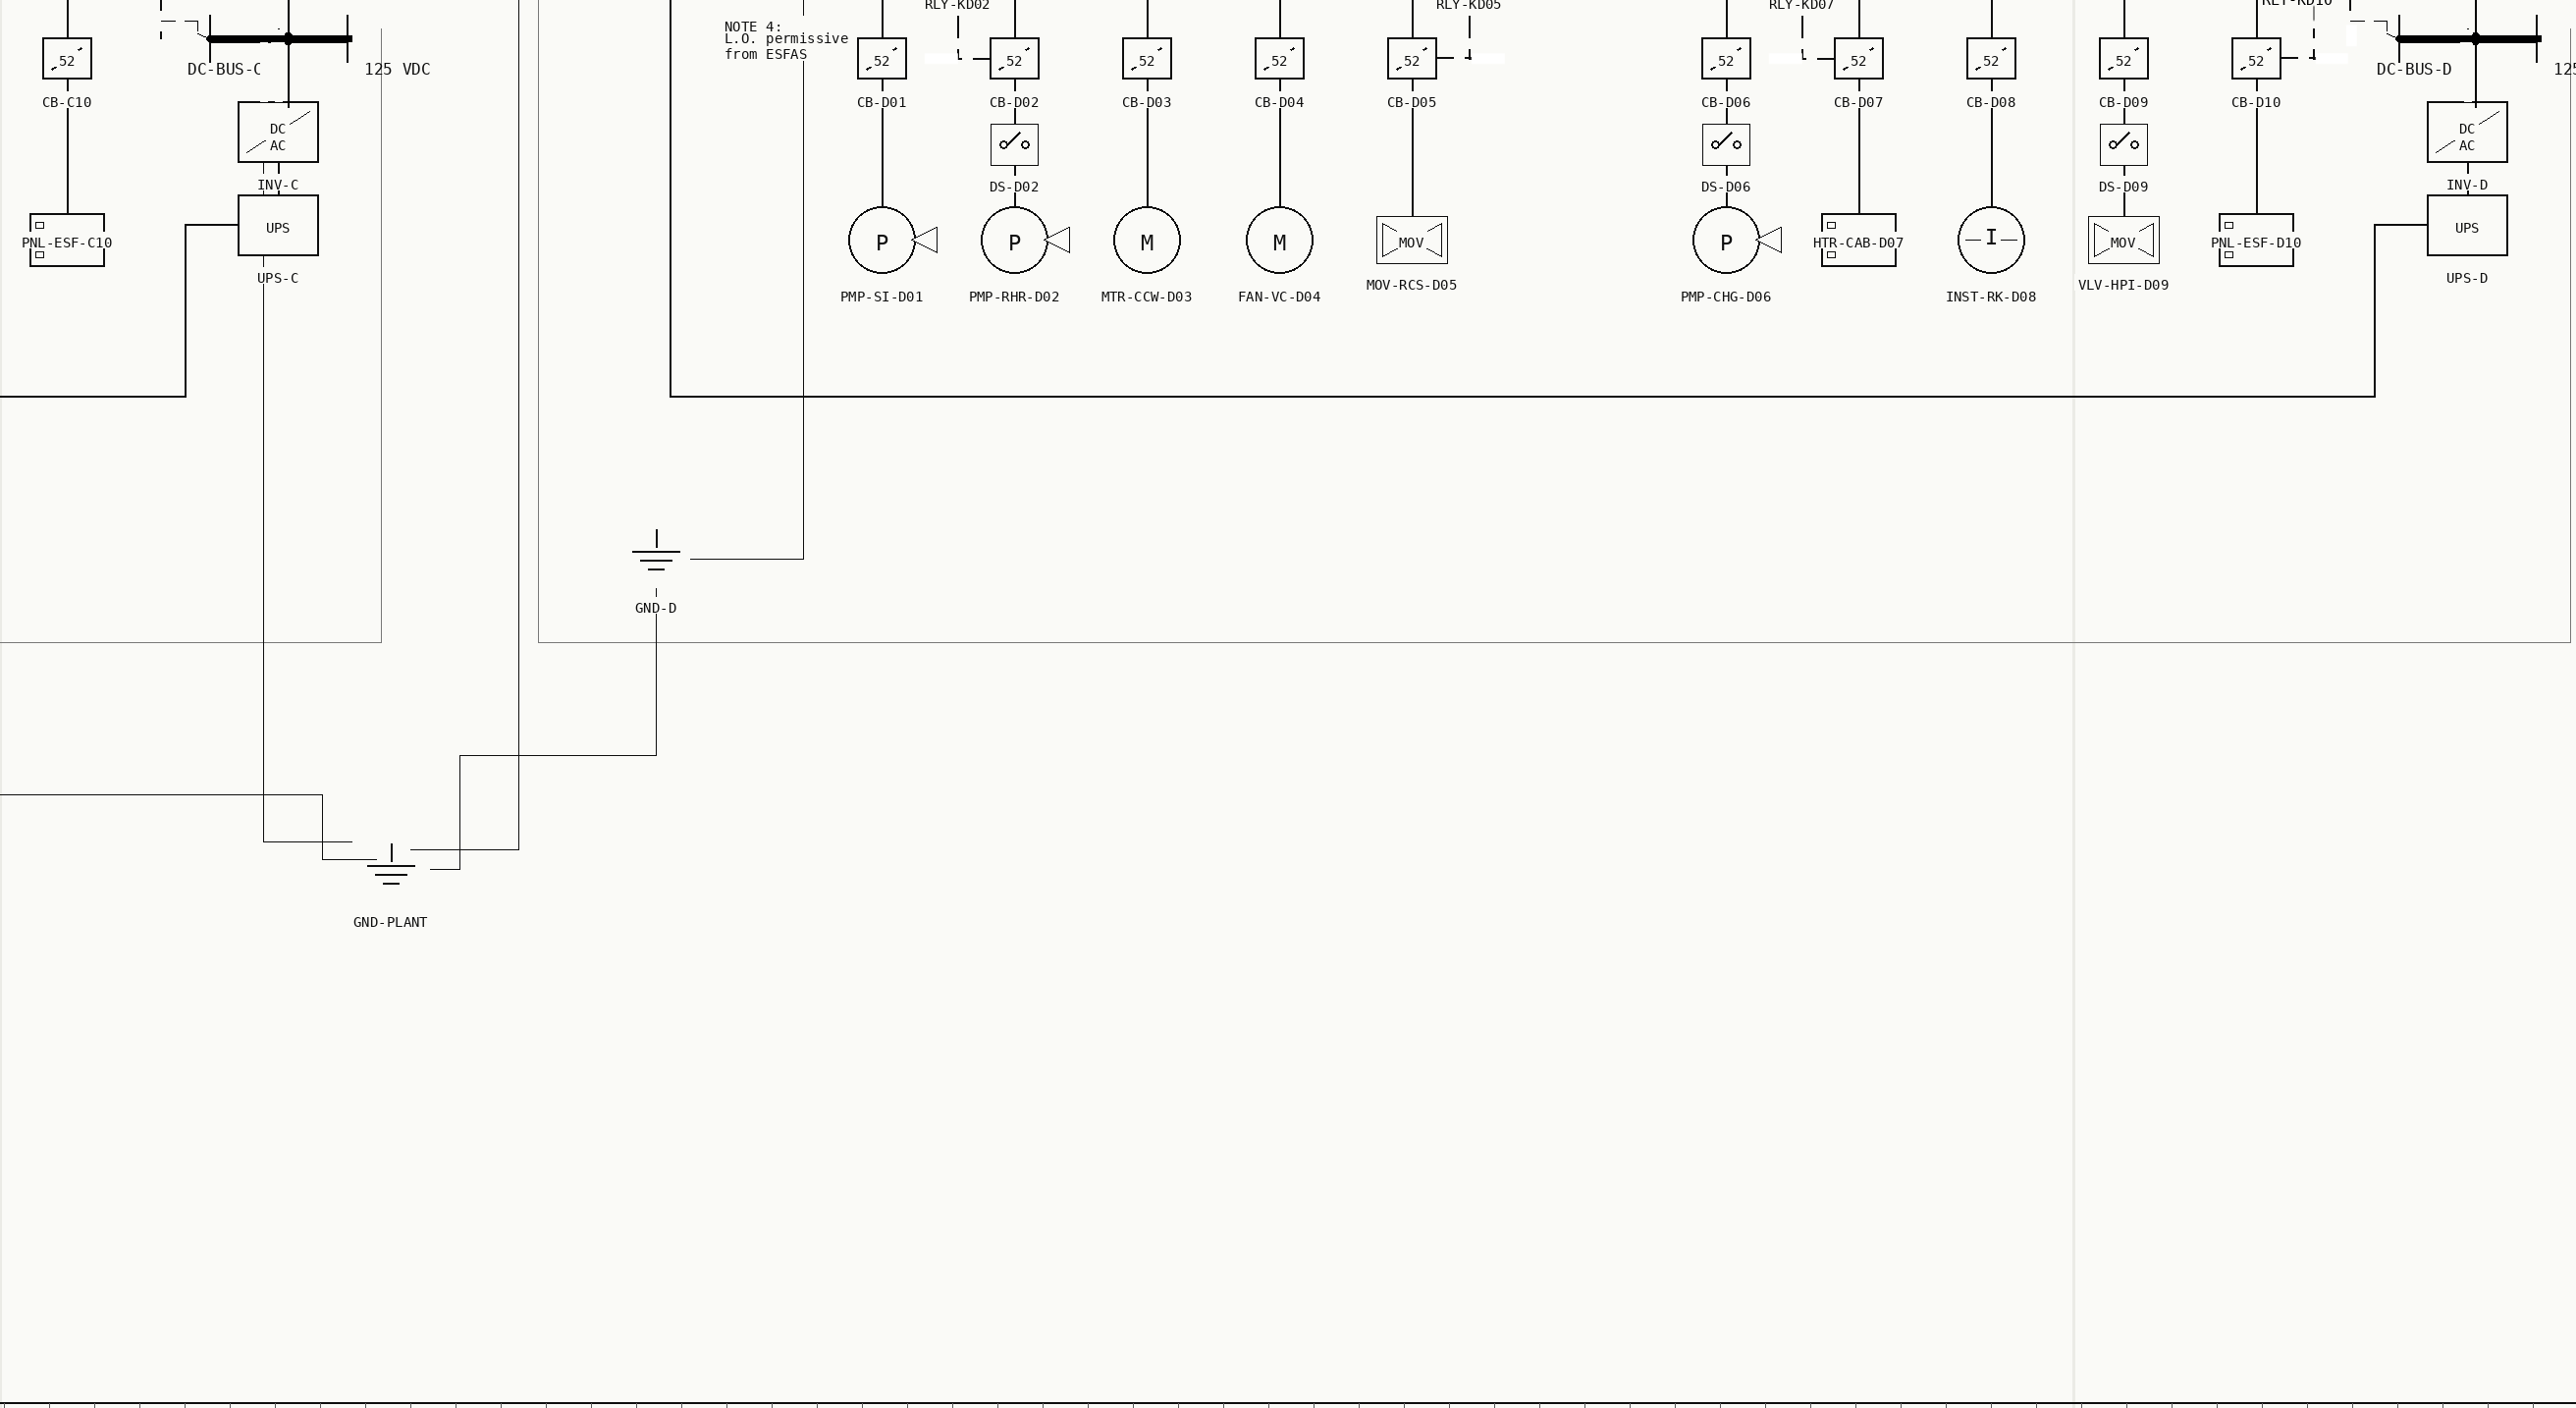 RLY-KD02
RLY-KD05
RLY-KD07
RLY-KD10
NOTE 4:
L.O. permissive
from ESFAS
52
52
52
52
52
52
52
52
52
52
52
DC-BUS-C
125 VDC
DC-BUS-D
CB-C10
CB-D01
CB-D02
CB-D03
CB-D04
CB-D05
CB-D06
CB-D07
CB-D08
CB-D09
CB-D10
DC
AC
DC
AC
INV-C
DS-D02
DS-D06
DS-D09
INV-D
PNL-ESF-C10
UPS
P
P
M
M
MOV
P
HTR-CAB-D07
I
MOV
PNL-ESF-D10
UPS
UPS-C
PMP-SI-D01
PMP-RHR-D02
MTR-CCW-D03
FAN-VC-D04
MOV-RCS-D05
PMP-CHG-D06
INST-RK-D08
VLV-HPI-D09
UPS-D
GND-D
GND-PLANT